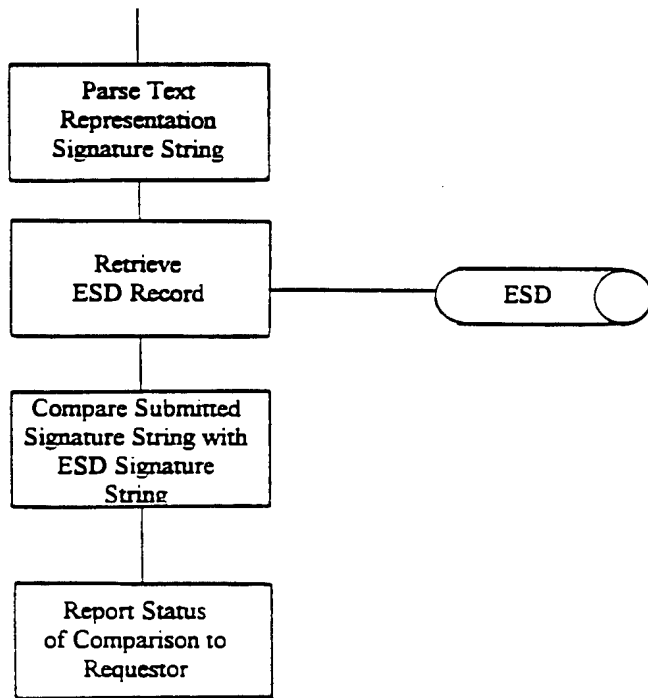 Parse Text
Representation
Signature String
Retrieve
ESD Record
ESD
Compare Submitted
Signature String with
ESD Signature
String
Report Status
of Comparison to
Requestor